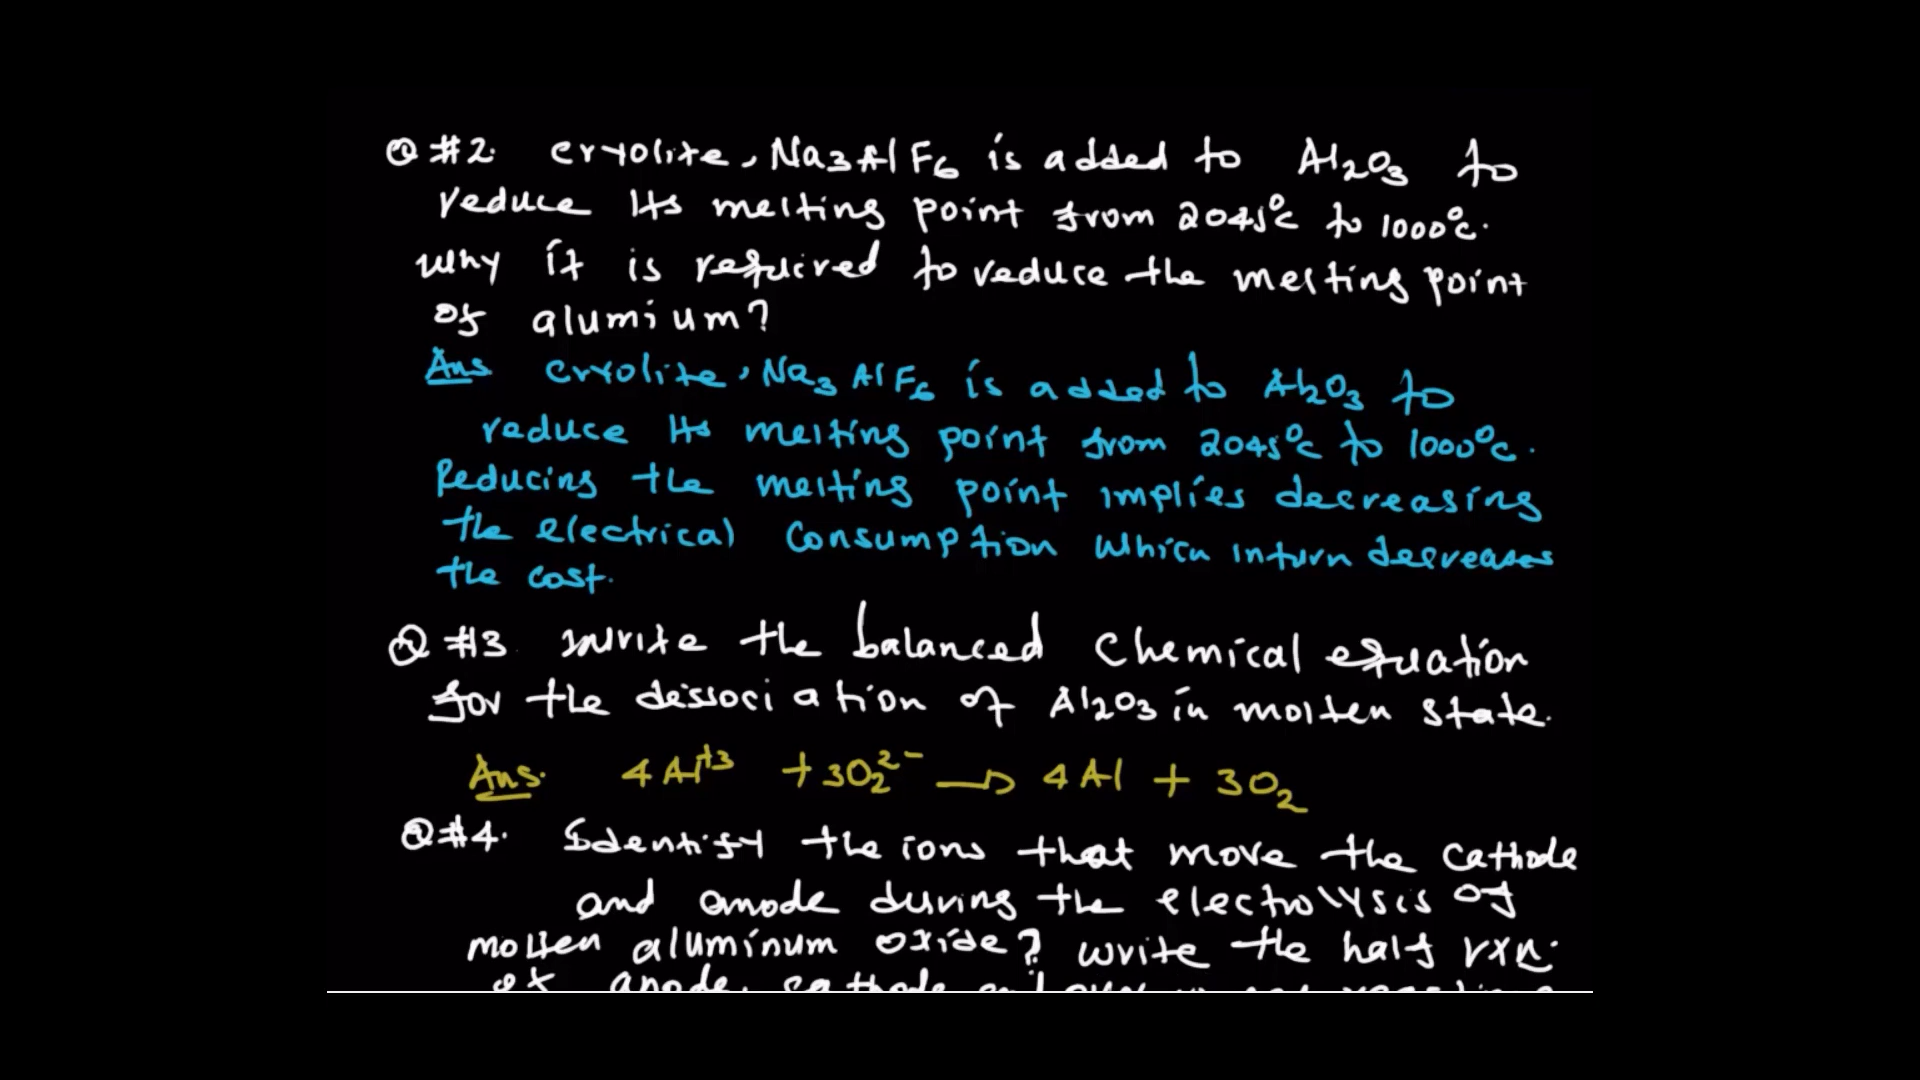 Q #2. cryolite, Na3AlF6 is added to Al2O3 to
reduce its melting point from 2045°c to 1000°c.
why it is required to reduce the melting point
of alumium?
Ans cryolite, Na3AlF6 is added to Al2O3 to
reduce its melting point from 2045°c to 1000°c.
Reducing the melting point implies decreasing
the electrical consumption which inturn decreases
the cost.
Q #3 write the balanced chemical equation
for the dessociation of Al2O3 in molten state.
Ans. 4Al+3 + 3O2 2- → 4Al + 3O2
Q#4. Identify the ions that move the cathode
and anode during the electrolysis of
molten aluminum oxide? write the half rxn.
of anode, cathode and